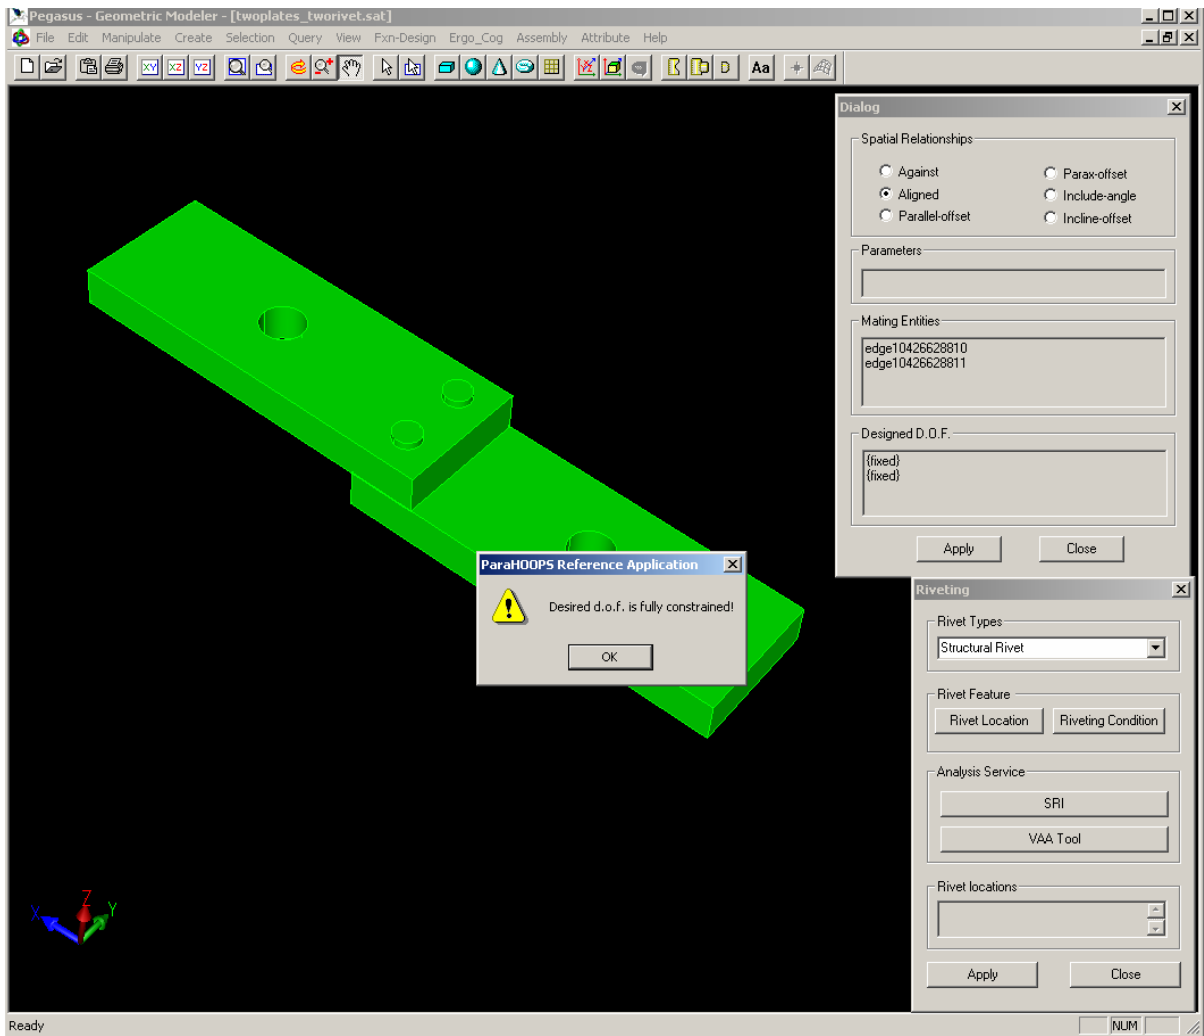 Pegasus - Geometric Modeler - [twoplates_tworivet.sat]
File Edit Manipulate Create Selection Query View Fxn-Design Ergo_Cog Assembly Attribute Help
XY XZ YZ D Aa
Dialog
Spatial Relationships
Against
Parax-offset
Aligned
Include-angle
Parallel-offset
Incline-offset
Parameters
Mating Entities
edge10426628810
edge10426628811
Designed D.O.F.
{fixed}
{fixed}
Apply Close
ParaHOOPS Reference Application
Desired d.o.f. is fully constrained!
OK
Riveting
Rivet Types
Structural Rivet
Rivet Feature
Rivet Location Riveting Condition
Analysis Service
SRI
VAA Tool
Rivet locations
Apply Close
Z
X Y
Ready NUM